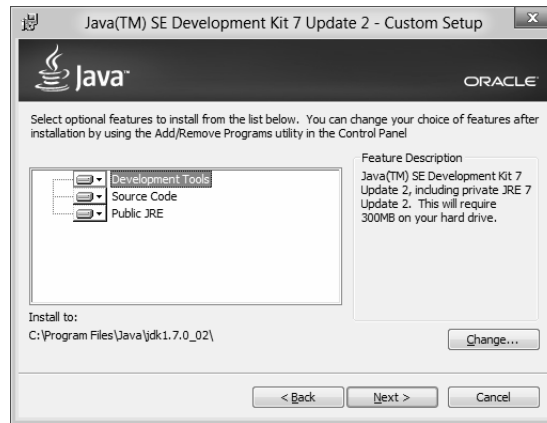 Java(TM) SE Development Kit 7 Update 2 - Custom Setup
x
Java™
ORACLE
Select optional features to install from the list below. You can change your choice of features after
installation by using the Add/Remove Programs utility in the Control Panel
Development Tools
Source Code
Public JRE
Feature Description
Java(TM) SE Development Kit 7
Update 2, including private JRE 7
Update 2. This will require
300MB on your hard drive.
Install to:
C:\Program Files\Java\jdk1.7.0_02\
Change...
< Back
Next >
Cancel